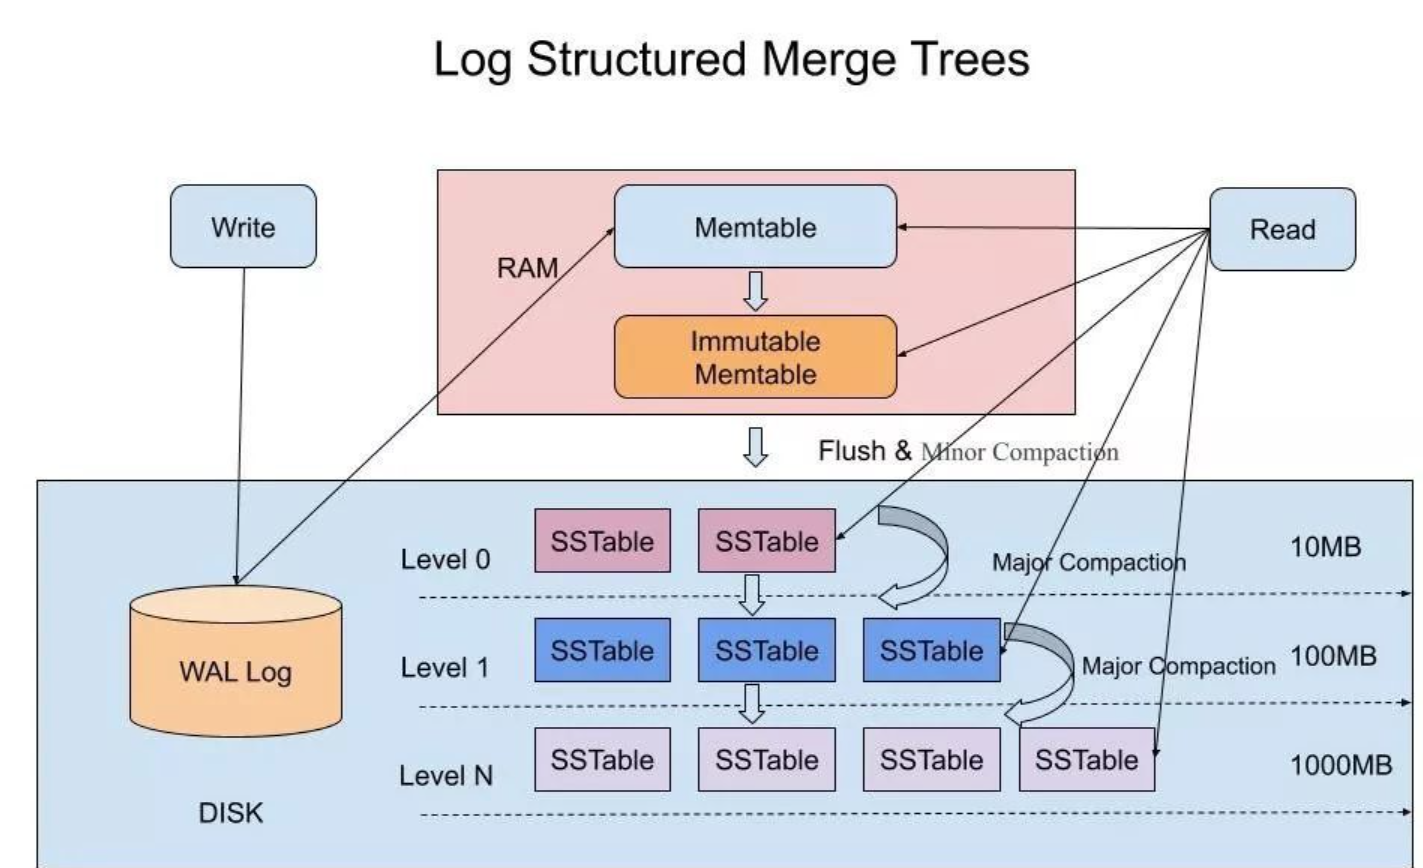 Log Structured Merge Trees
Write
Memtable
Read
RAM
Immutable
Memtable
Flush & Minor Compaction
Level 0
SSTable
SSTable
Major Compaction
10MB
Level 1
SSTable
SSTable
SSTable
Major Compaction
100MB
WAL Log
Level N
SSTable
SSTable
SSTable
SSTable
1000MB
DISK